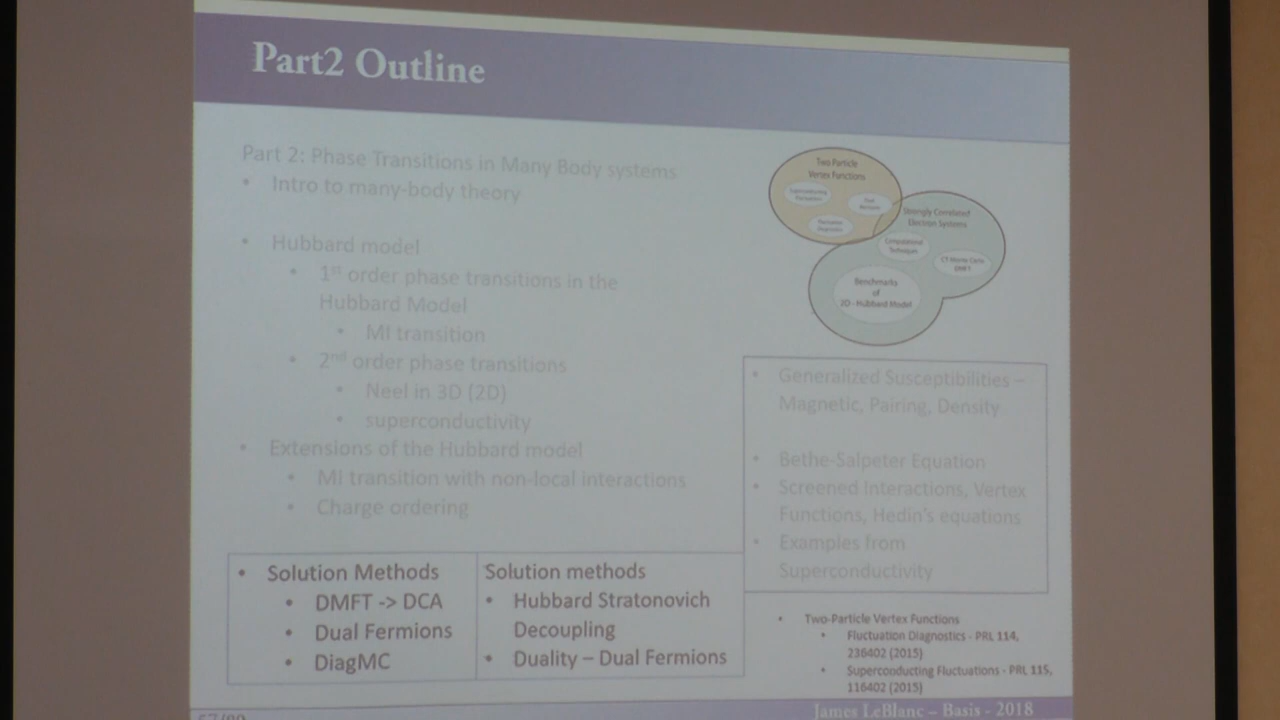 Part2 Outline
Part 2: Phase Transitions in Many Body systems
• Intro to many-body theory
• Hubbard model
• 1st order phase transitions in the
Hubbard Model
• MI transition
• 2nd order phase transitions
• Neel in 3D (2D)
• superconductivity
• Extensions of the Hubbard model
• MI transition with non-local interactions
• Charge ordering
• Solution Methods
• DMFT -> DCA
• Dual Fermions
• DiagMC
Solution methods
• Hubbard Stratonovich
Decoupling
• Duality – Dual Fermions
Two Particle
Vertex Functions
Strongly Correlated
Electron Systems
Computational
Techniques
CT-Monte Carlo
DMFT
Benchmarks
of
2D - Hubbard Model
• Generalized Susceptibilities –
Magnetic, Pairing, Density
• Bethe-Salpeter Equation
• Screened Interactions, Vertex
Functions, Hedin's equations
• Examples from
Superconductivity
• Two-Particle Vertex Functions
• Fluctuation Diagnostics - PRL 114,
236402 (2015)
• Superconducting Fluctuations - PRL 115,
116402 (2015)
James LeBlanc – Basis - 2018